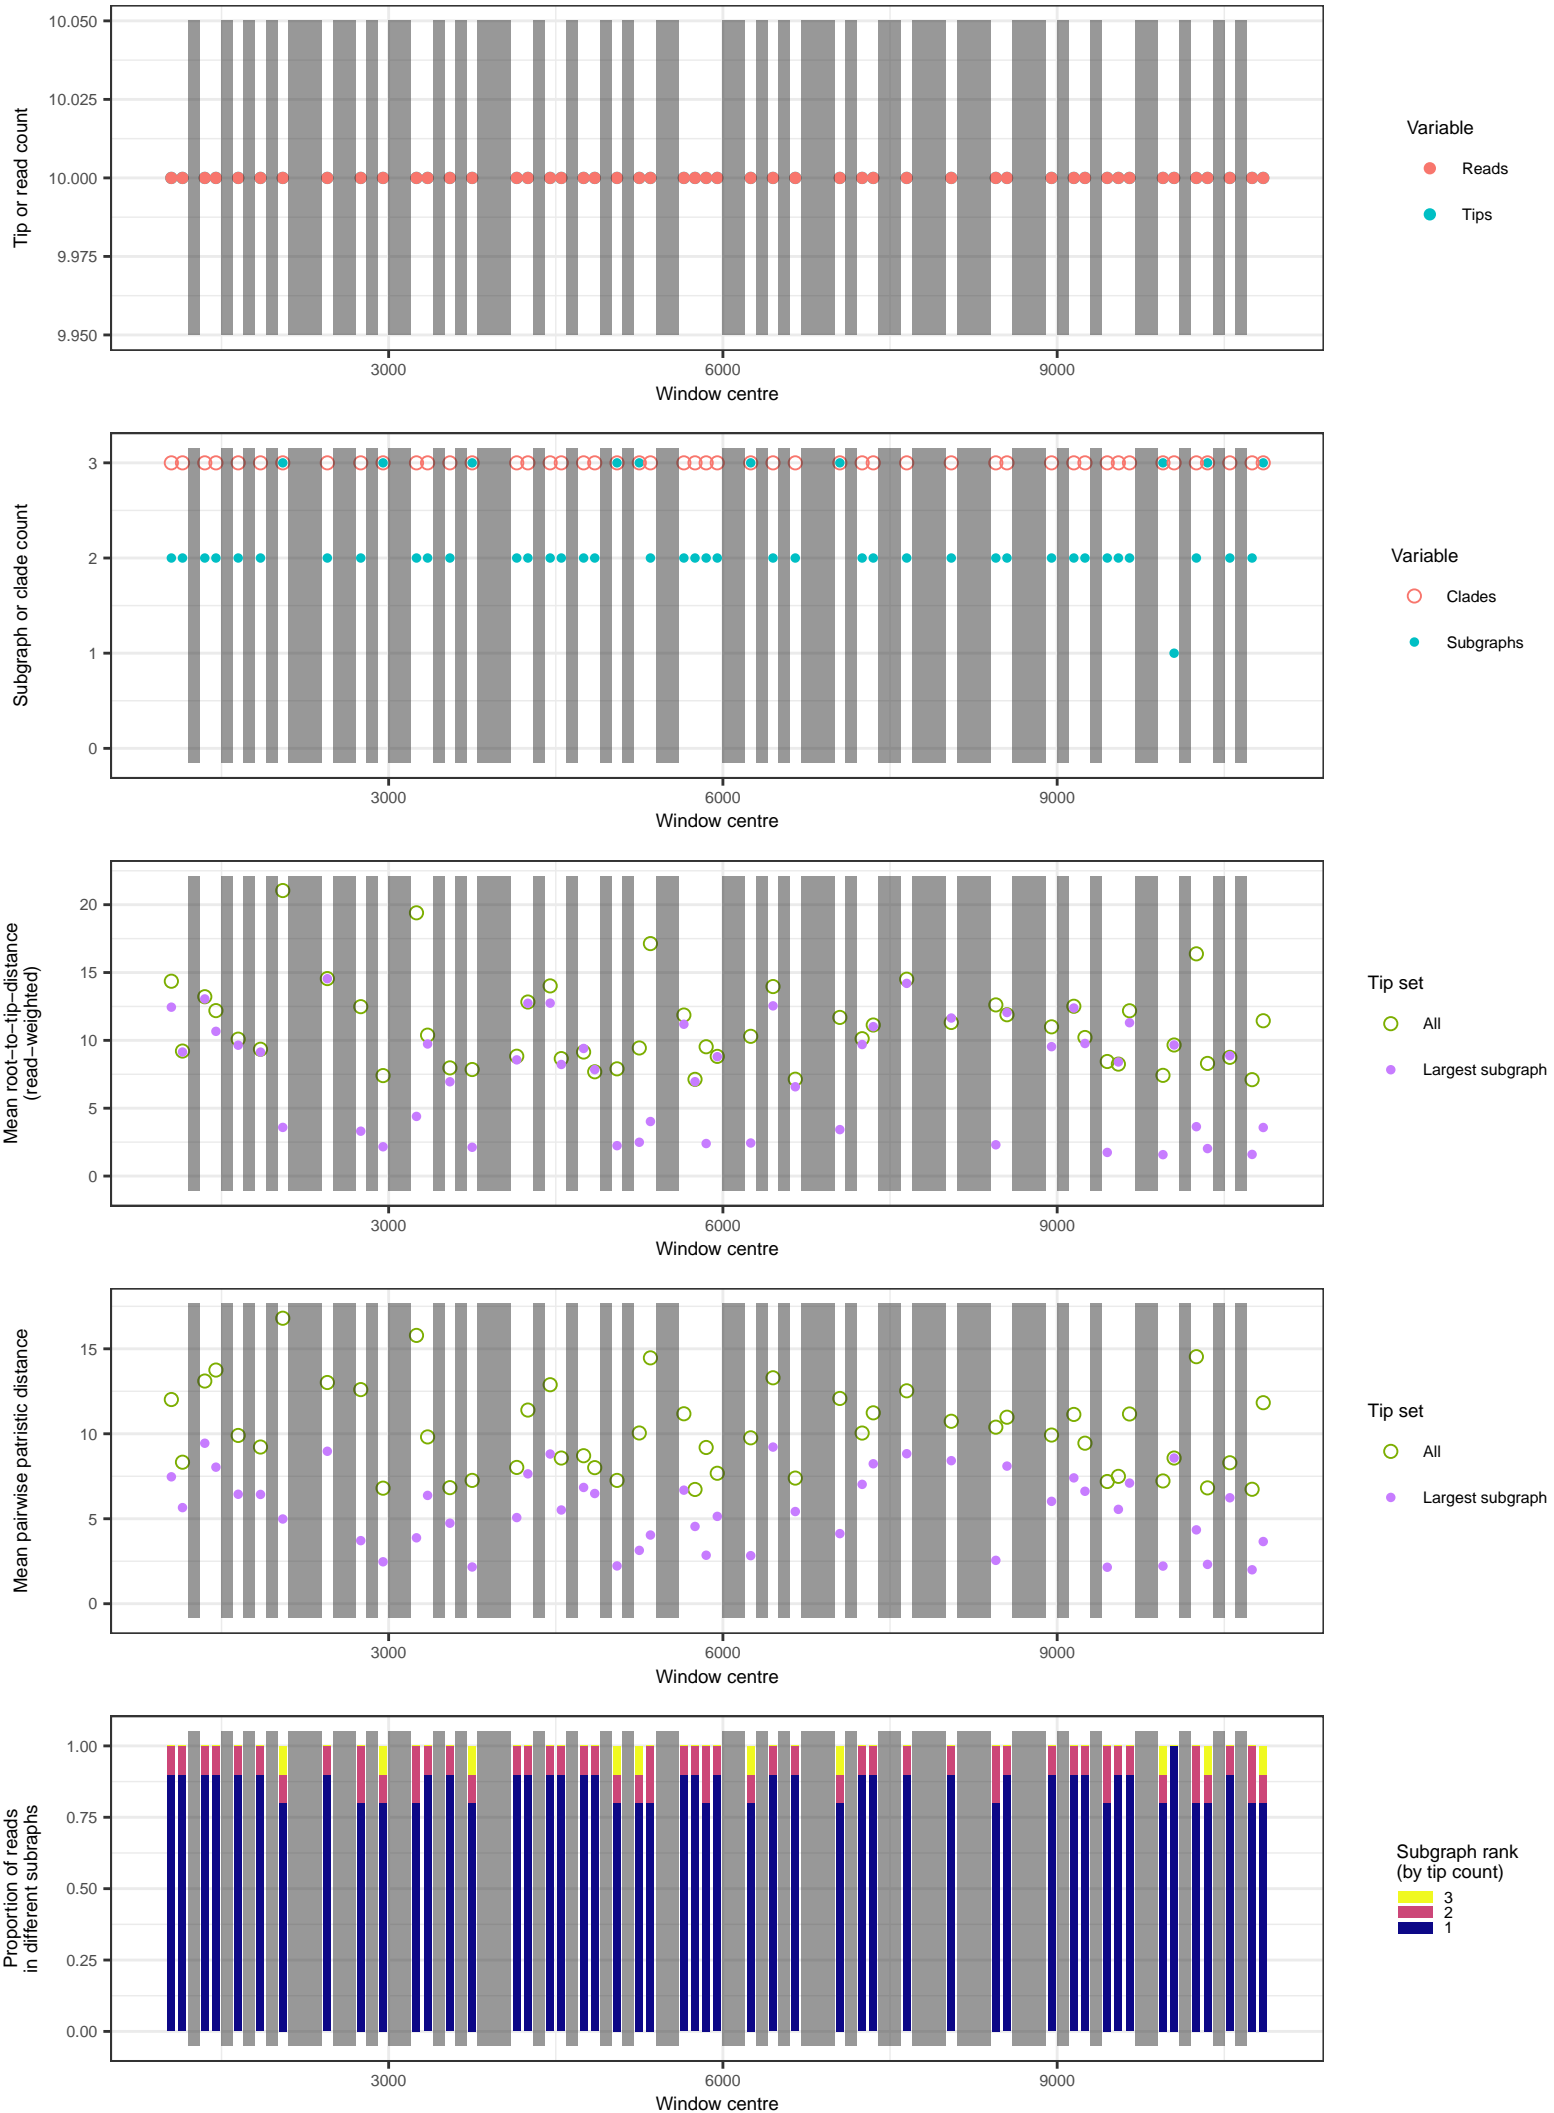 10.050
10.025
10.000
9.975
9.950
Tip or read count
3000
6000
9000
Window centre
Variable
Reads
Tips
3
2
1
0
Subgraph or clade count
3000
6000
9000
Window centre
Variable
Clades
Subgraphs
20
15
10
5
0
Mean root−to−tip−distance
(read−weighted)
3000
6000
9000
Window centre
Tip set
All
Largest subgraph
15
10
5
0
Mean pairwise patristic distance
3000
6000
9000
Window centre
Tip set
All
Largest subgraph
1.00
0.75
0.50
0.25
0.00
Proportion of reads
in different subraphs
3000
6000
9000
Window centre
Subgraph rank
(by tip count)
3
2
1